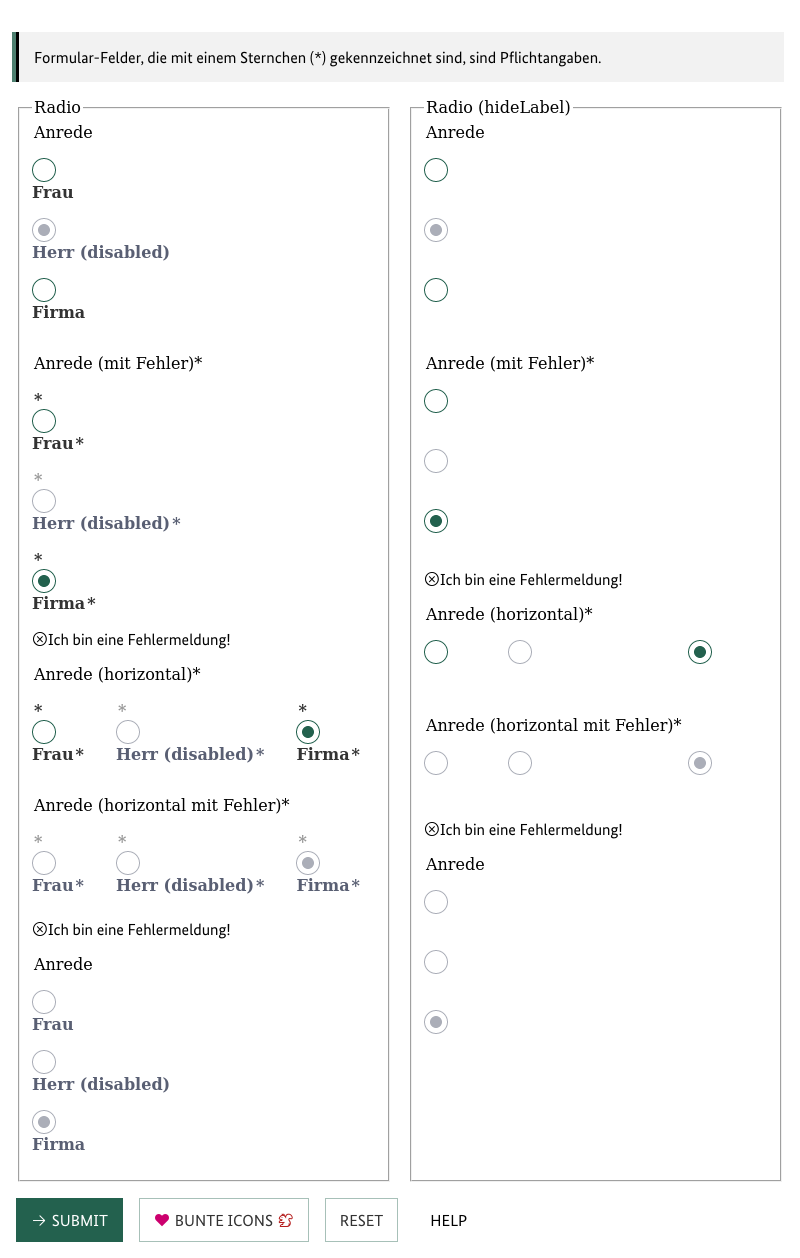 Formular-Felder, die mit einem Sternchen (*) gekennzeichnet sind, sind Pflichtangaben.
Radio
Anrede
Frau
Herr (disabled)
Firma
Anrede (mit Fehler)*
*
Frau*
*
Herr (disabled)*
*
Firma*
Ich bin eine Fehlermeldung!
Anrede (horizontal)*
* * *
Frau* Herr (disabled)* Firma*
Anrede (horizontal mit Fehler)*
* * *
Frau* Herr (disabled)* Firma*
Ich bin eine Fehlermeldung!
Anrede
Frau
Herr (disabled)
Firma
Radio (hideLabel)
Anrede
Anrede (mit Fehler)*
Ich bin eine Fehlermeldung!
Anrede (horizontal)*
Anrede (horizontal mit Fehler)*
Ich bin eine Fehlermeldung!
Anrede
SUBMIT BUNTE ICONS RESET HELP